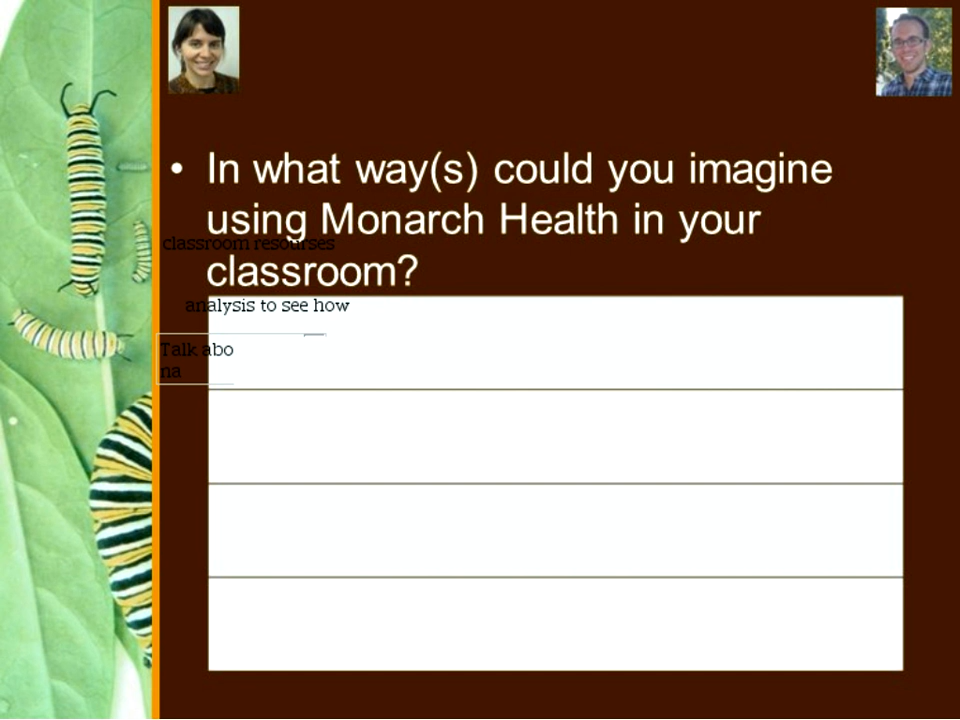 • In what way(s) could you imagine
using Monarch Health in your
classroom resourses
classroom?
analysis to see how
Talk abo
na